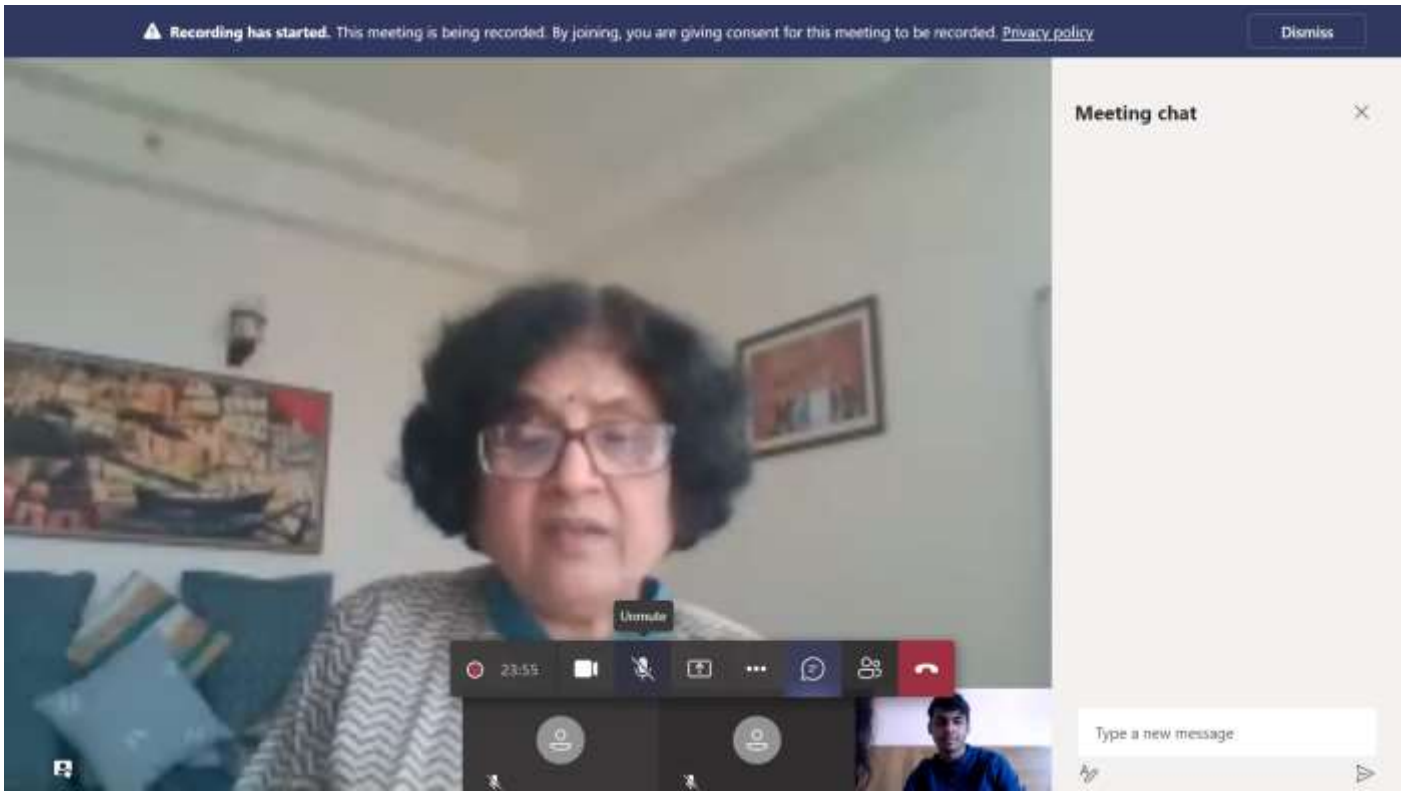 Recording has started. This meeting is being recorded. By joining, you are giving consent for this meeting to be recorded. Privacy policy
Dismiss
Meeting chat
Unmute
23:55
Type a new message